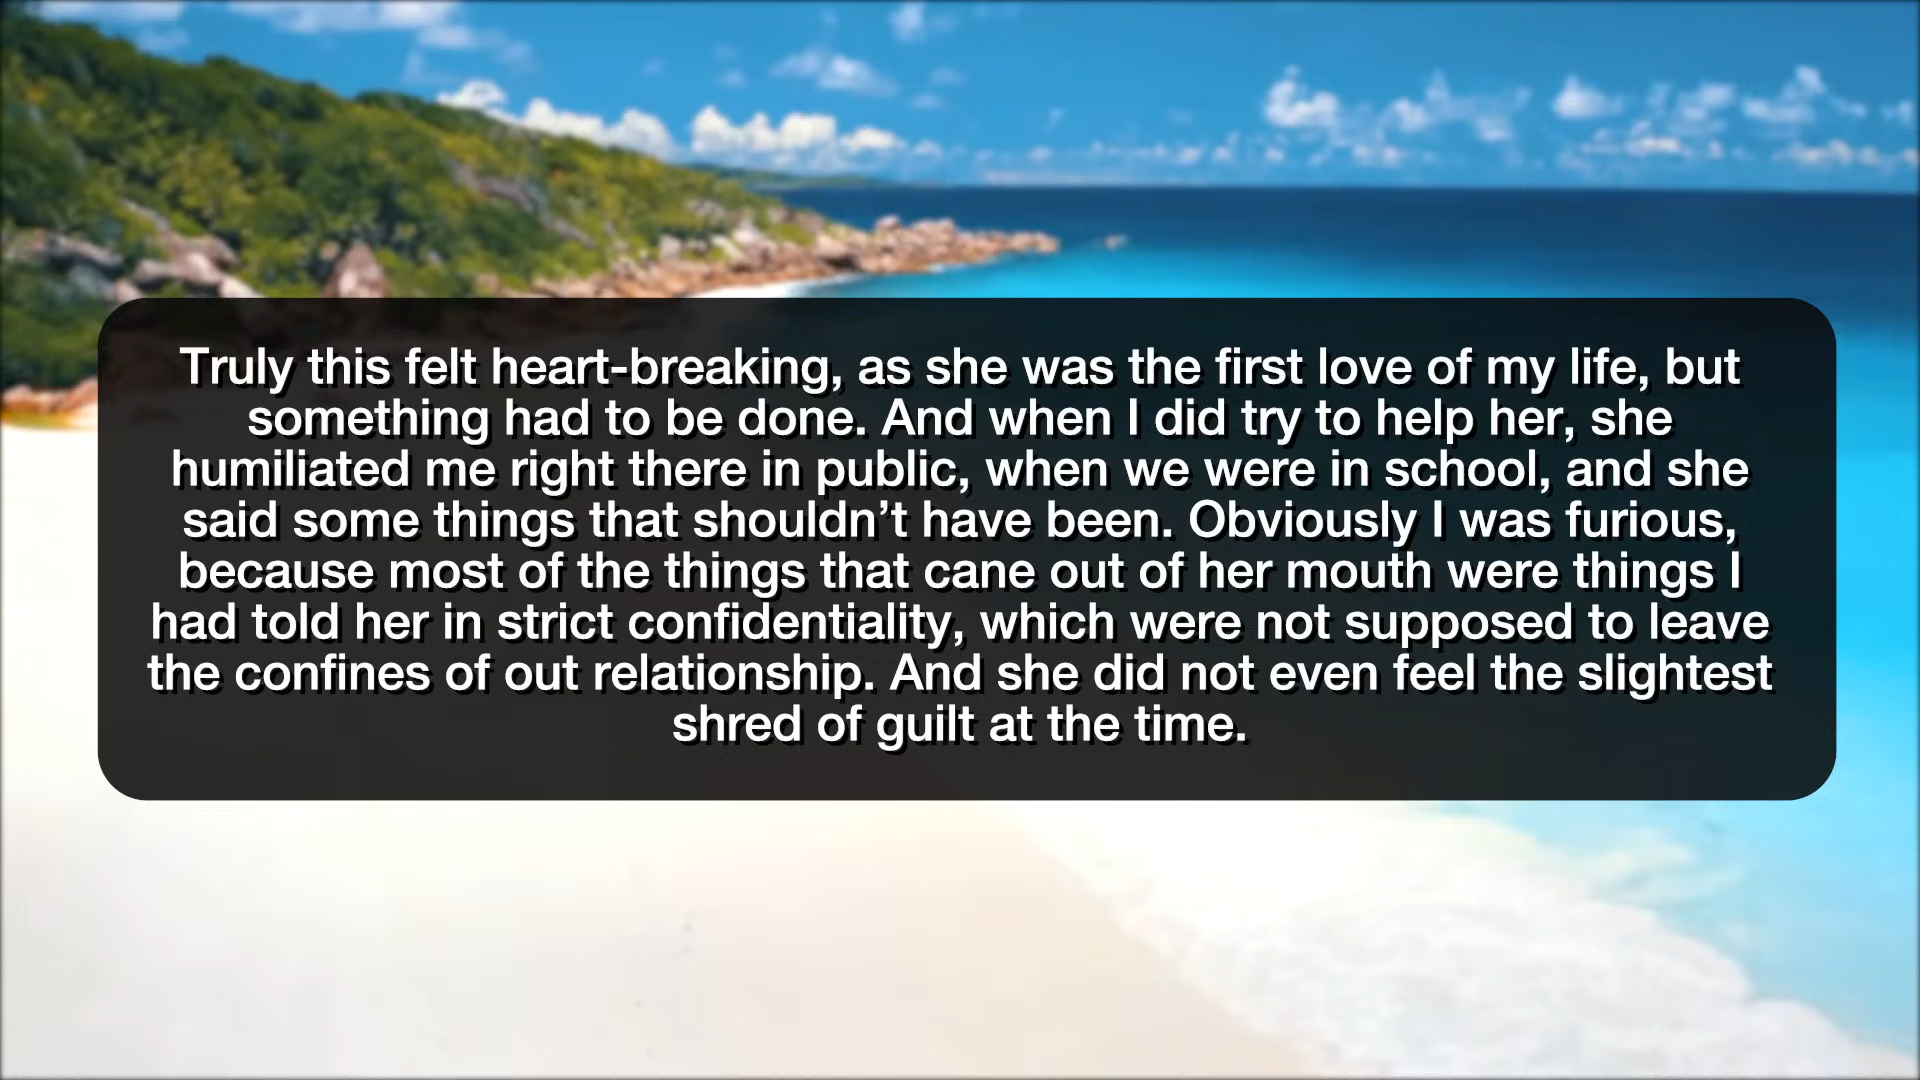 Truly this felt heart-breaking, as she was the first love of my life, but
something had to be done. And when I did try to help her, she
humiliated me right there in public, when we were in school, and she
said some things that shouldn’t have been. Obviously I was furious,
because most of the things that cane out of her mouth were things I
had told her in strict confidentiality, which were not supposed to leave
the confines of out relationship. And she did not even feel the slightest
shred of guilt at the time.